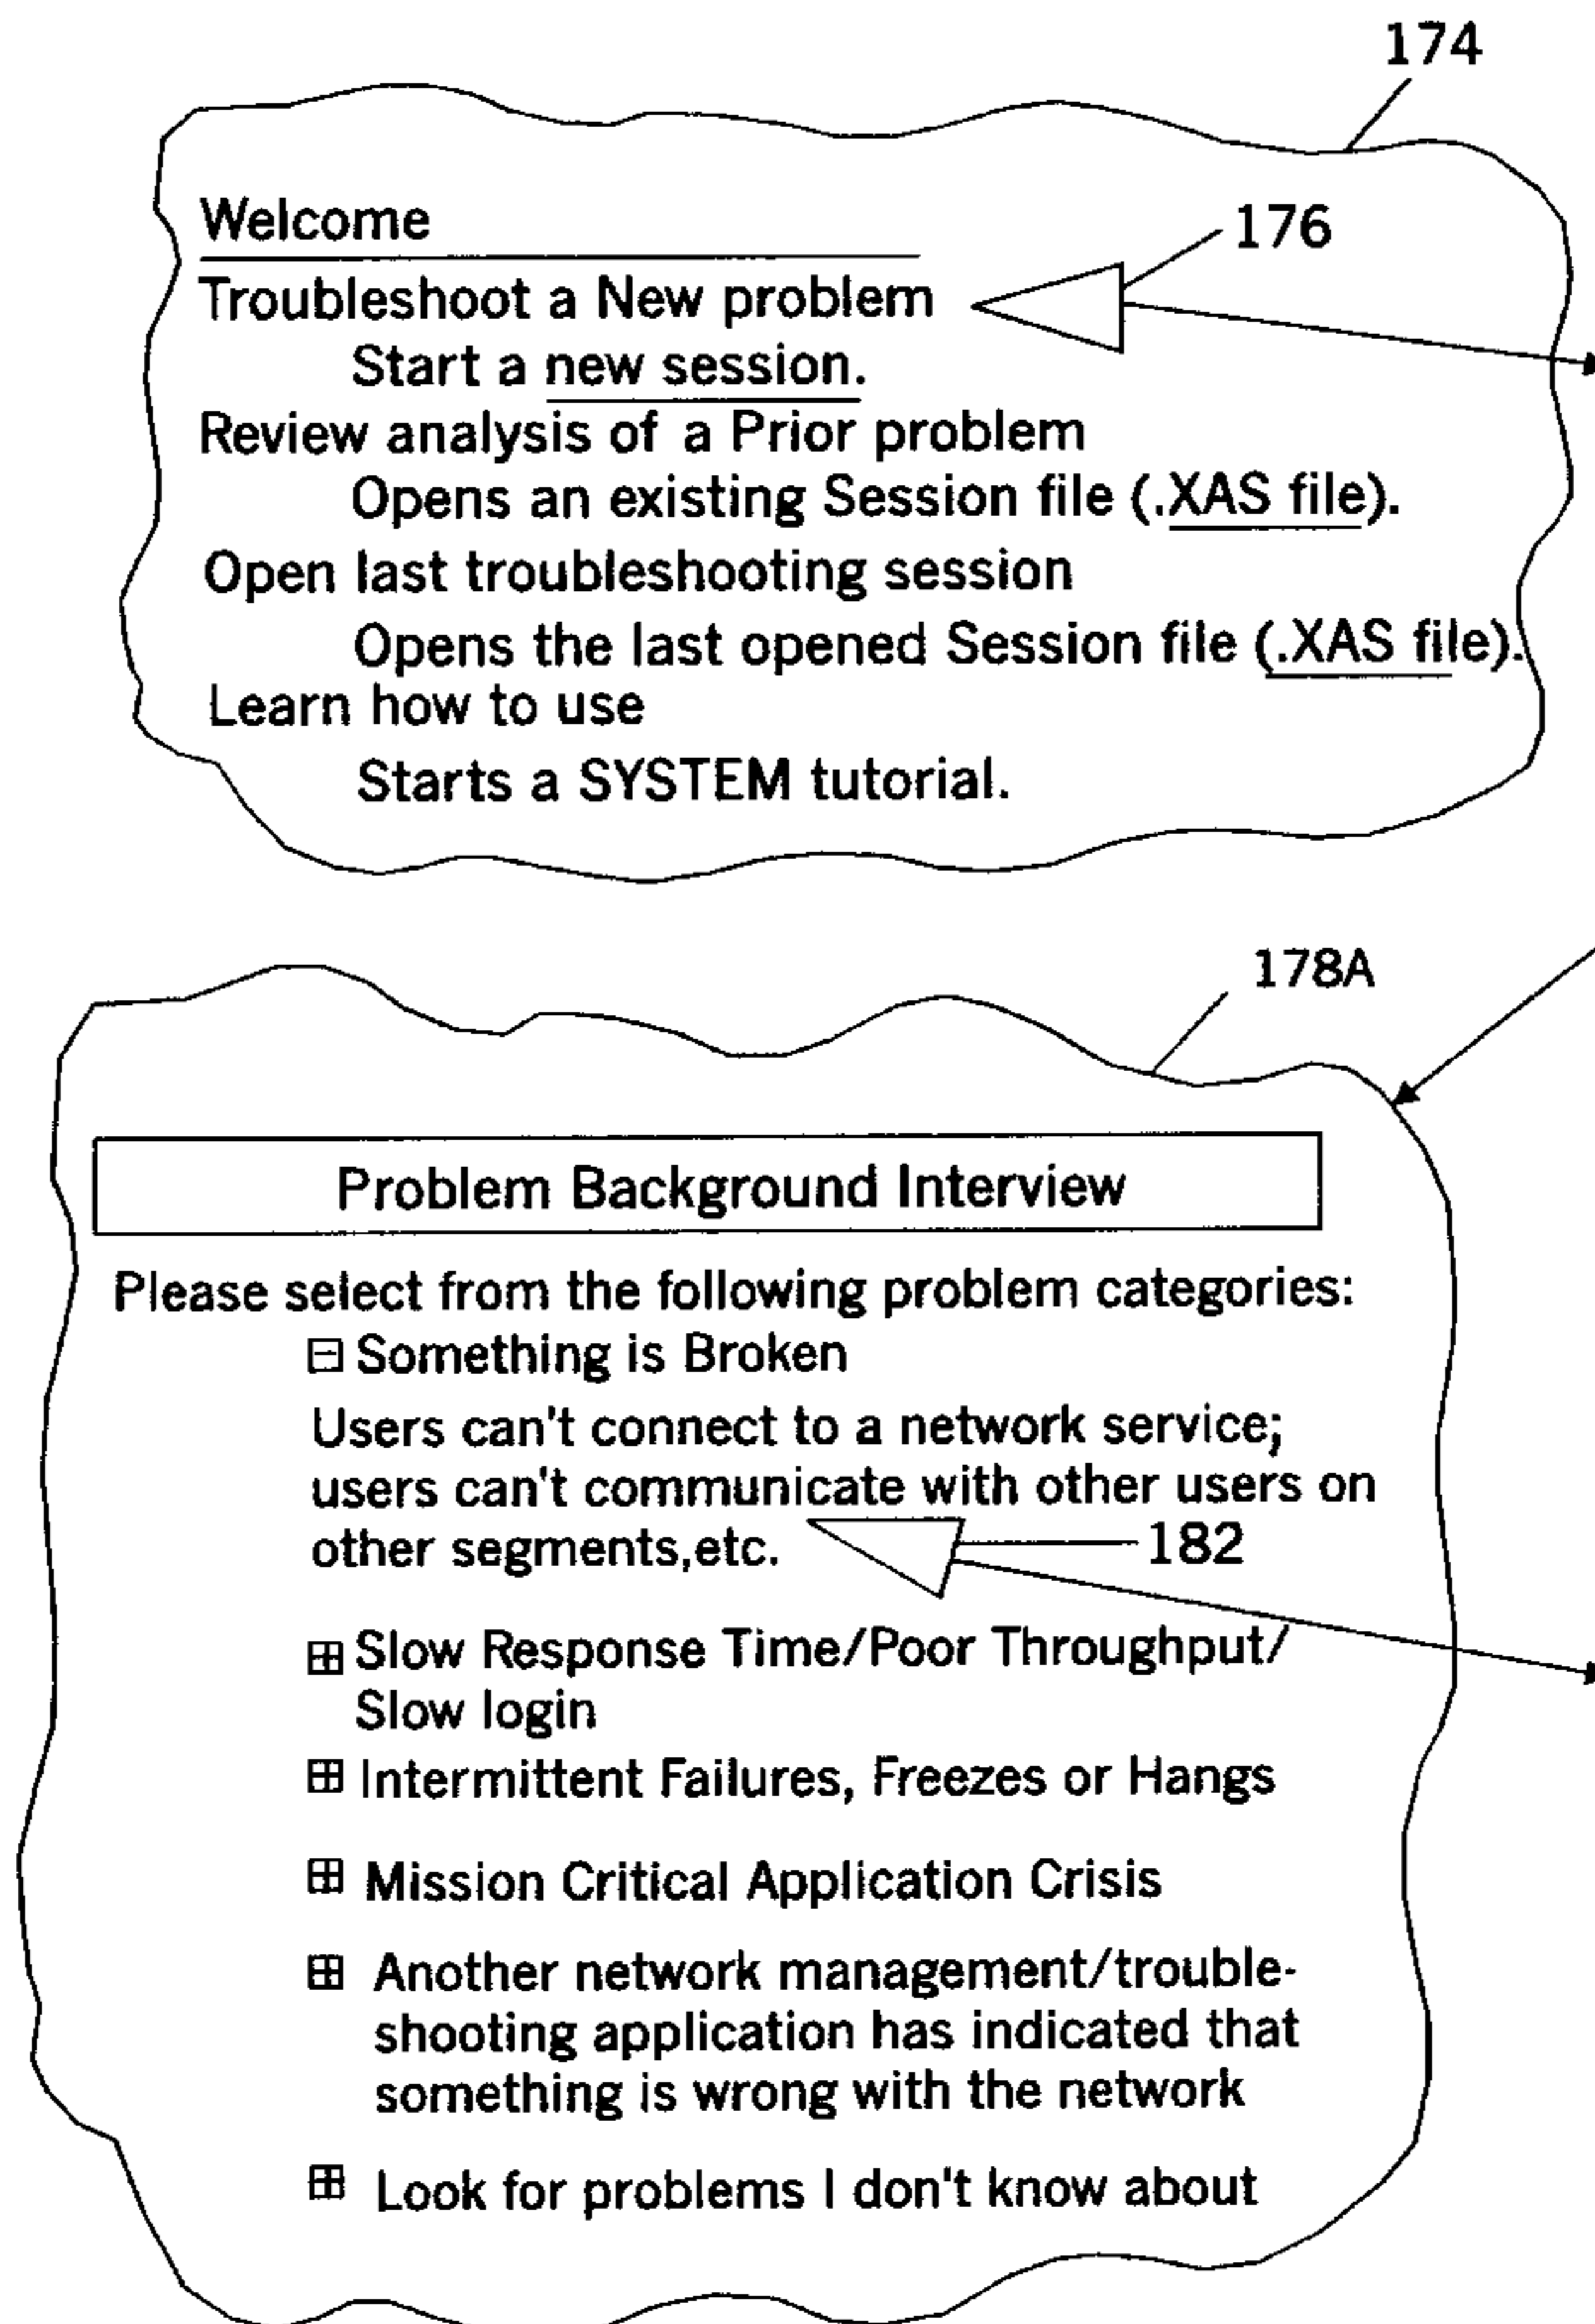 174
Welcome
176
Troubleshoot a New problem
Start a new session.
Review analysis of a Prior problem
Opens an existing Session file (.XAS file).
Open last troubleshooting session
Opens the last opened Session file (.XAS file).
Learn how to use
Starts a SYSTEM tutorial.
178A
Problem Background Interview
Please select from the following problem categories:
Something is Broken
Users can't connect to a network service;
users can't communicate with other users on
other segments,etc.
182
Slow Response Time/Poor Throughput/
Slow login
Intermittent Failures, Freezes or Hangs
Mission Critical Application Crisis
Another network management/trouble-
shooting application has indicated that
something is wrong with the network
Look for problems I don't know about